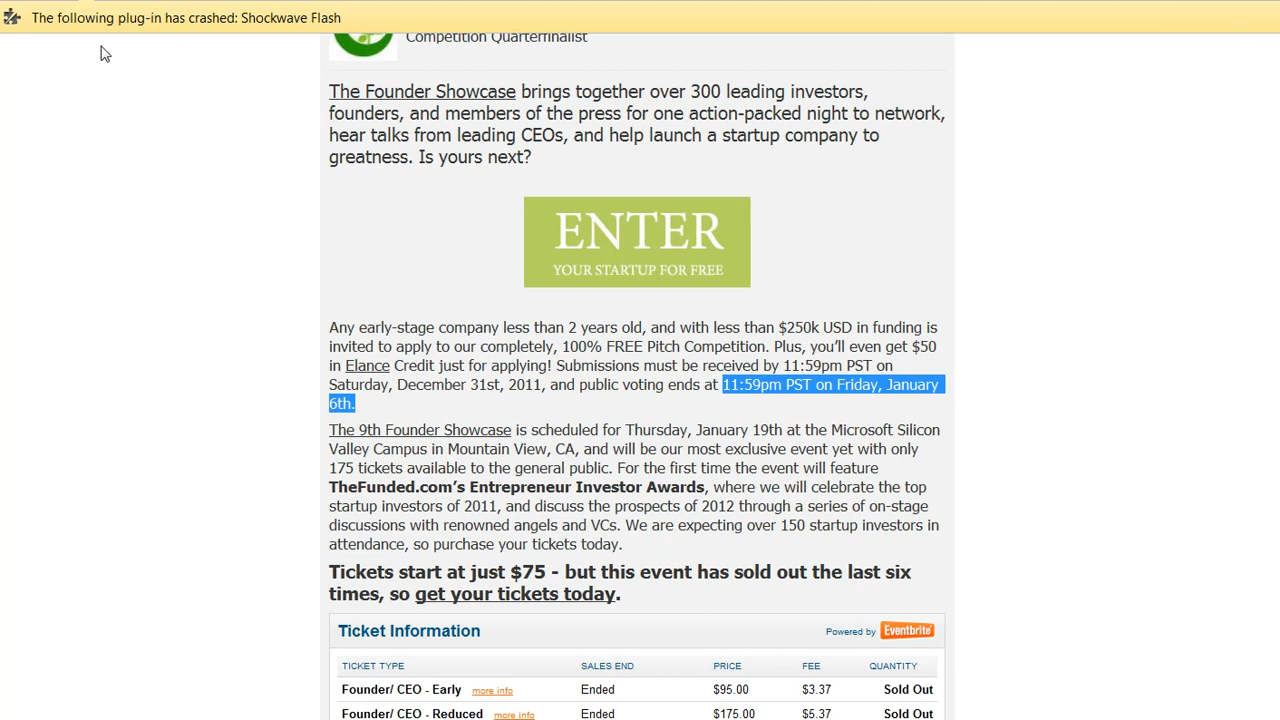 The following plug-in has crashed: Shockwave Flash
Competition Quarterfinalist
The Founder Showcase brings together over 300 leading investors,
founders, and members of the press for one action-packed night to network,
hear talks from leading CEOs, and help launch a startup company to
greatness. Is yours next?
ENTER
YOUR STARTUP FOR FREE
Any early-stage company less than 2 years old, and with less than $250k USD in funding is
invited to apply to our completely, 100% FREE Pitch Competition. Plus, you'll even get $50
in Elance Credit just for applying! Submissions must be received by 11:59pm PST on
Saturday, December 31st, 2011, and public voting ends at 11:59pm PST on Friday, January
6th.
The 9th Founder Showcase is scheduled for Thursday, January 19th at the Microsoft Silicon
Valley Campus in Mountain View, CA, and will be our most exclusive event yet with only
175 tickets available to the general public. For the first time the event will feature
TheFunded.com's Entrepreneur Investor Awards, where we will celebrate the top
startup investors of 2011, and discuss the prospects of 2012 through a series of on-stage
discussions with renowned angels and VCs. We are expecting over 150 startup investors in
attendance, so purchase your tickets today.
Tickets start at just $75 - but this event has sold out the last six
times, so get your tickets today.
Ticket Information Powered by Eventbrite
TICKET TYPE SALES END PRICE FEE QUANTITY
Founder/ CEO - Early more info Ended $95.00 $3.37 Sold Out
Founder/ CEO - Reduced more info Ended $175.00 $5.37 Sold Out